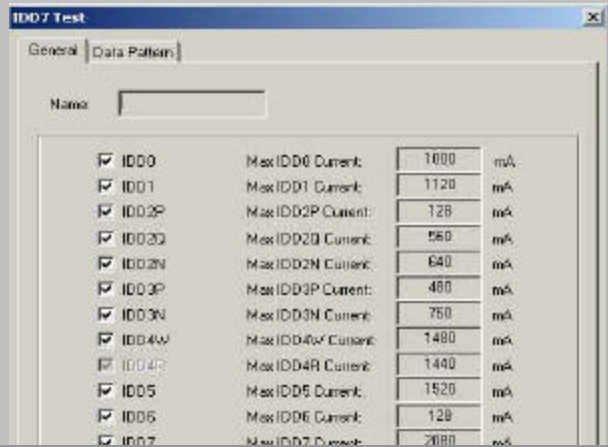 IDD7 Test
General Data Pattern
Name:
IDD0 Max IDD0 Current: 1000 mA
IDD1 Max IDD1 Current: 1120 mA
IDD2P Max IDD2P Current: 128 mA
IDD2Q Max IDD2Q Current: 560 mA
IDD2N Max IDD2N Current: 640 mA
IDD3P Max IDD3P Current: 480 mA
IDD3N Max IDD3N Current: 760 mA
IDD4W Max IDD4W Current: 1480 mA
IDD4R Max IDD4R Current: 1440 mA
IDD5 Max IDD5 Current: 1520 mA
IDD6 Max IDD6 Current: 128 mA
IDD7 Max IDD7 Current: 2080 mA